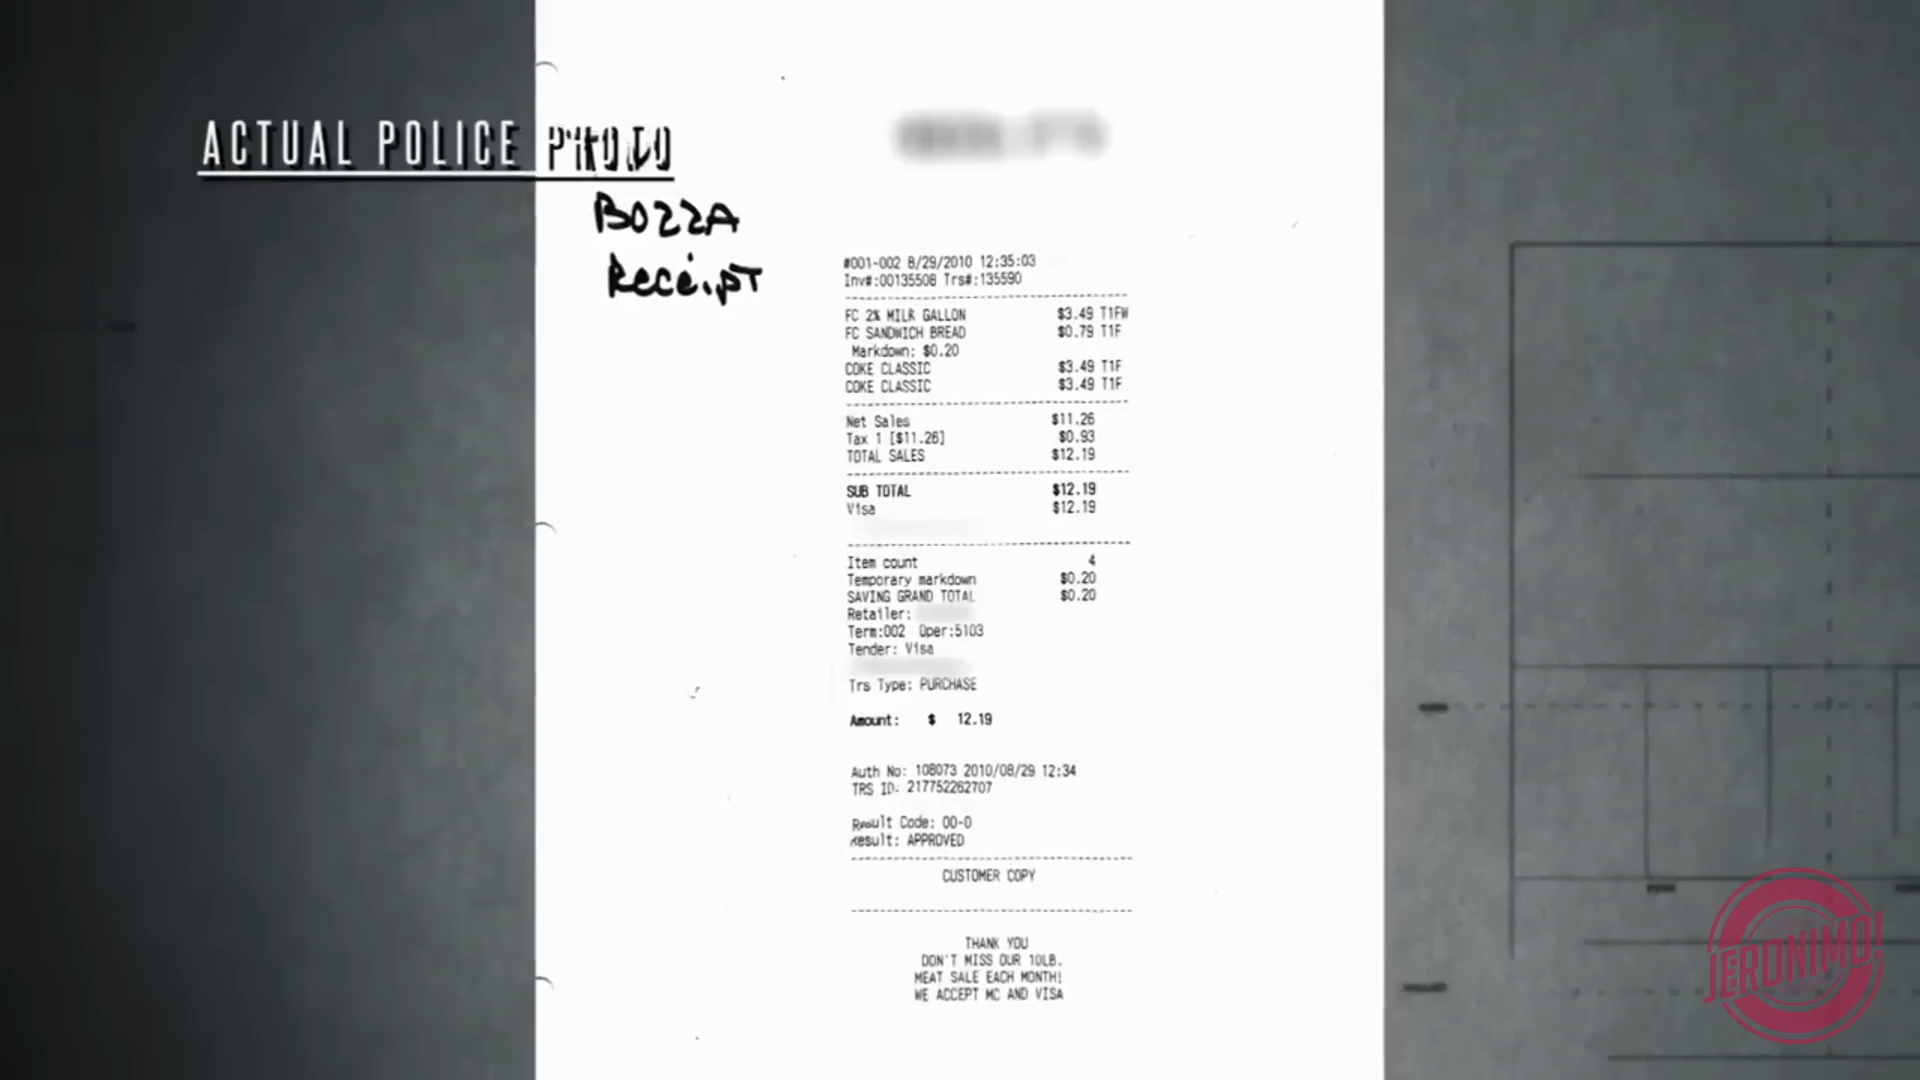 ACTUAL POLICE PHOTO
BOZZA
Receipt
#001-002 8/29/2010 12:35:03
Inv#:00135508 Trs#:135590
FC 2% MILK GALLON $3.49 T1FW
FC SANDWICH BREAD $0.79 T1F
Markdown: $0.20
COKE CLASSIC $3.49 T1F
COKE CLASSIC $3.49 T1F
Net Sales $11.26
Tax 1 [$11.26] $0.93
TOTAL SALES $12.19
SUB TOTAL $12.19
Visa $12.19
Item count 4
Temporary markdown $0.20
SAVING GRAND TOTAL $0.20
Retailer:
Term:002 Oper:5103
Tender: Visa
Trs Type: PURCHASE
Amount: $ 12.19
Auth No: 108073 2010/08/29 12:34
TRS ID: 217752262707
Result Code: 00-0
Result: APPROVED
CUSTOMER COPY
THANK YOU
DON'T MISS OUR 10LB.
MEAT SALE EACH MONTH!
WE ACCEPT MC AND VISA
JERONIMO!